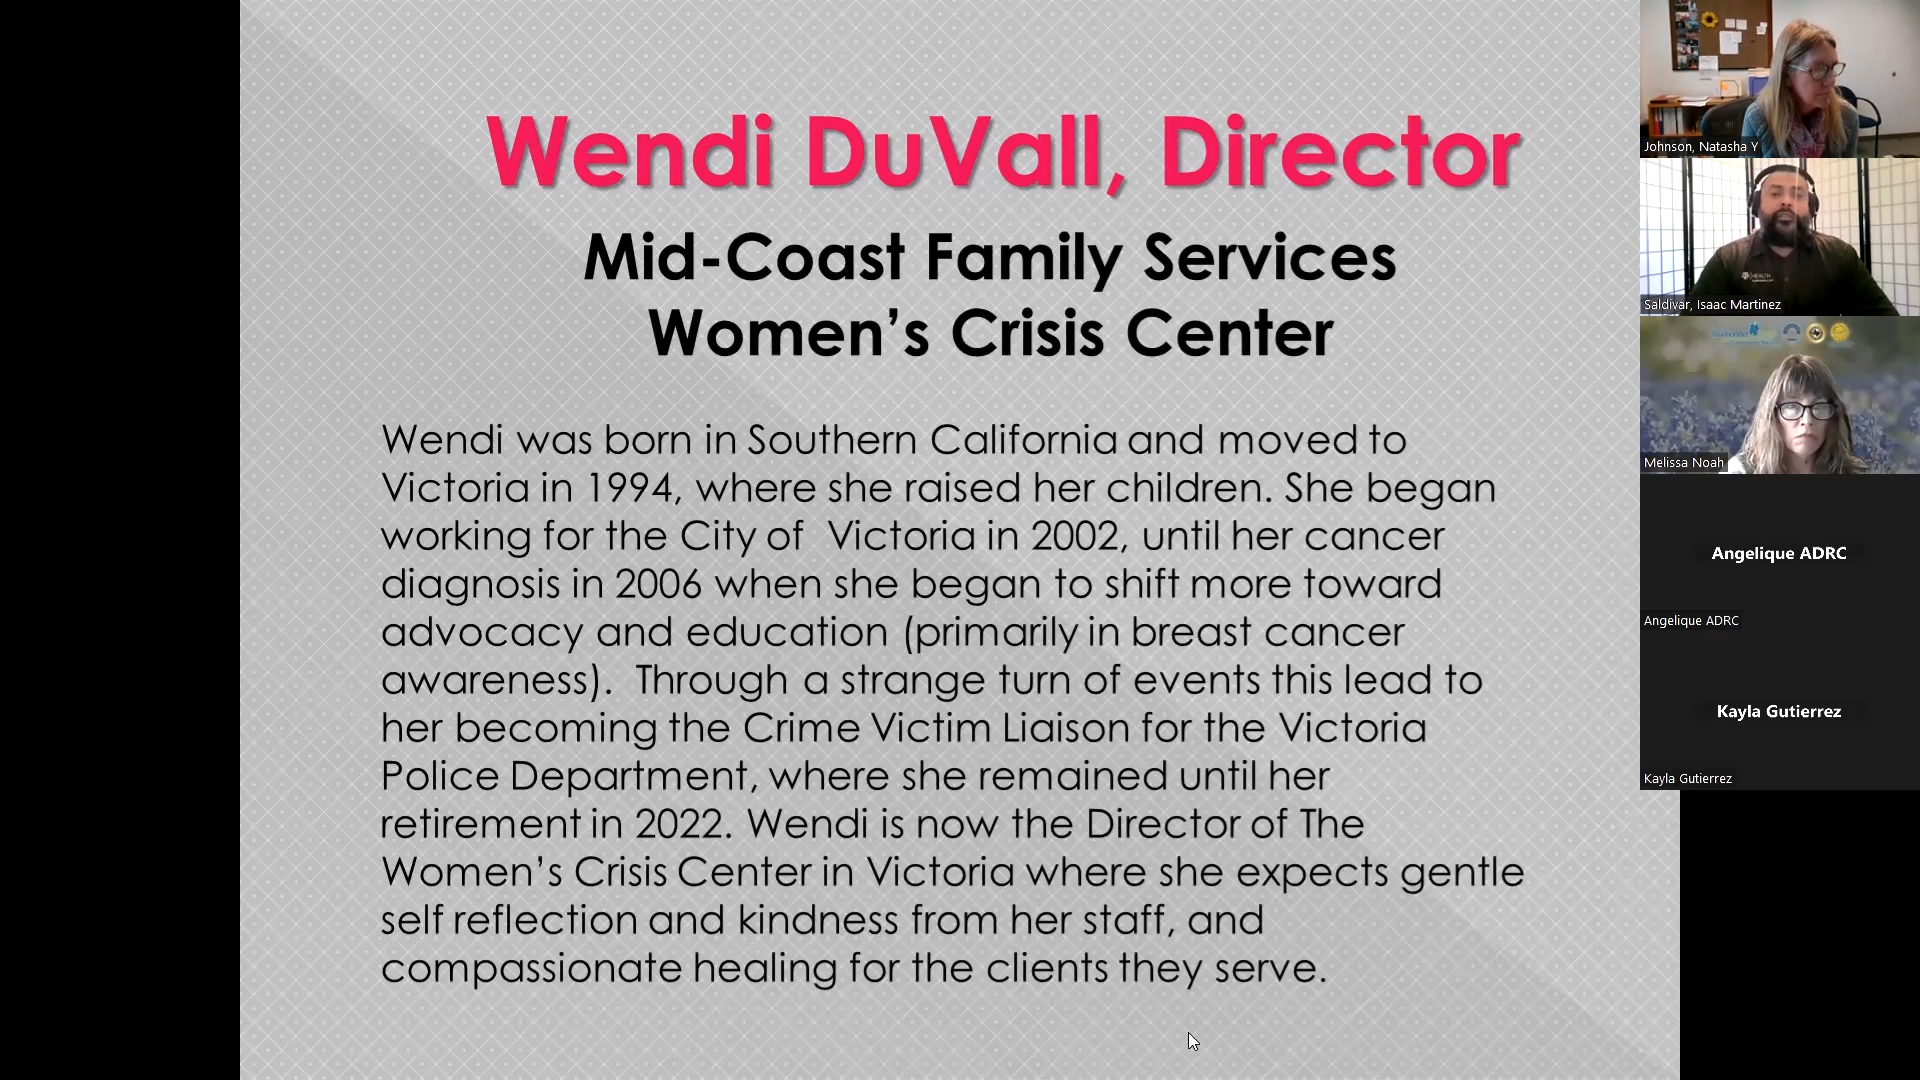 Wendi DuVall, Director
Mid-Coast Family Services
Women’s Crisis Center
Wendi was born in Southern California and moved to
Victoria in 1994, where she raised her children. She began
working for the City of  Victoria in 2002, until her cancer
diagnosis in 2006 when she began to shift more toward
advocacy and education (primarily in breast cancer
awareness).  Through a strange turn of events this lead to
her becoming the Crime Victim Liaison for the Victoria
Police Department, where she remained until her
retirement in 2022. Wendi is now the Director of The
Women’s Crisis Center in Victoria where she expects gentle
self reflection and kindness from her staff, and
compassionate healing for the clients they serve.
Johnson, Natasha Y
HEALTH
Saldivar, Isaac Martinez
Melissa Noah
Angelique ADRC
Angelique ADRC
Kayla Gutierrez
Kayla Gutierrez